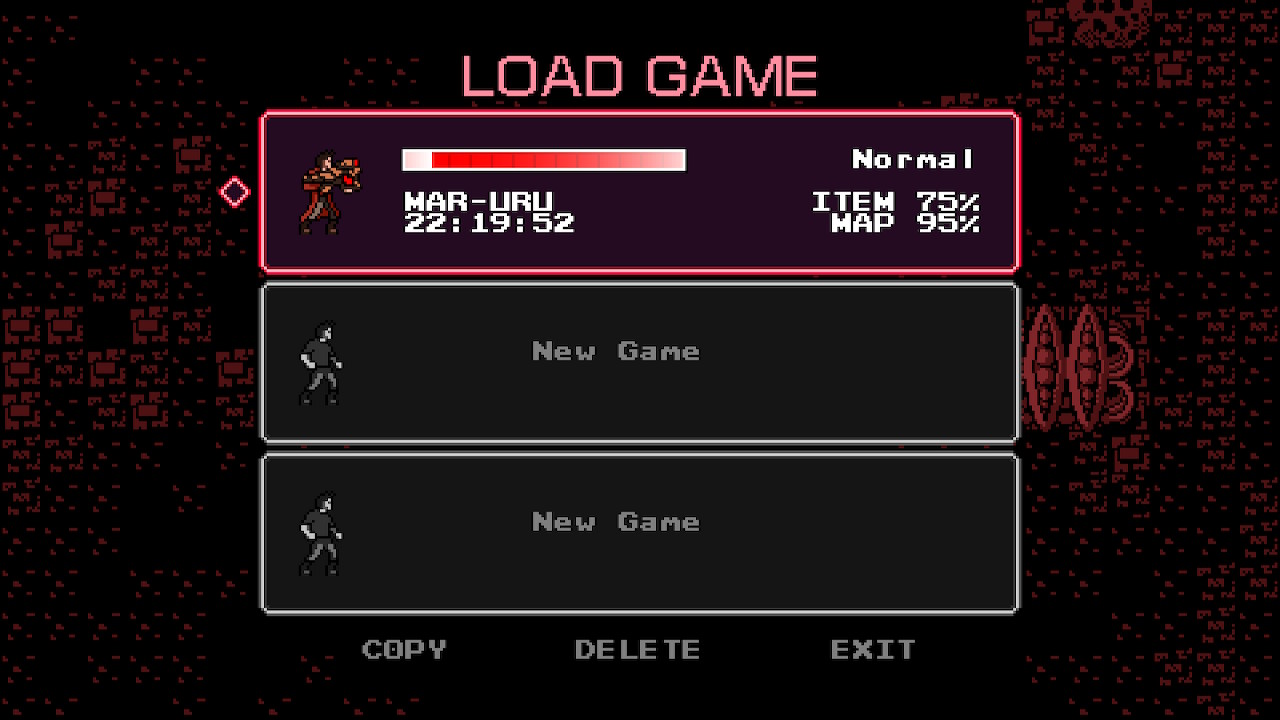 LOAD GAME
Normal
MAR-URU
ITEM 75%
22:19:52
MAP 95%
New Game
New Game
COPY
DELETE
EXIT